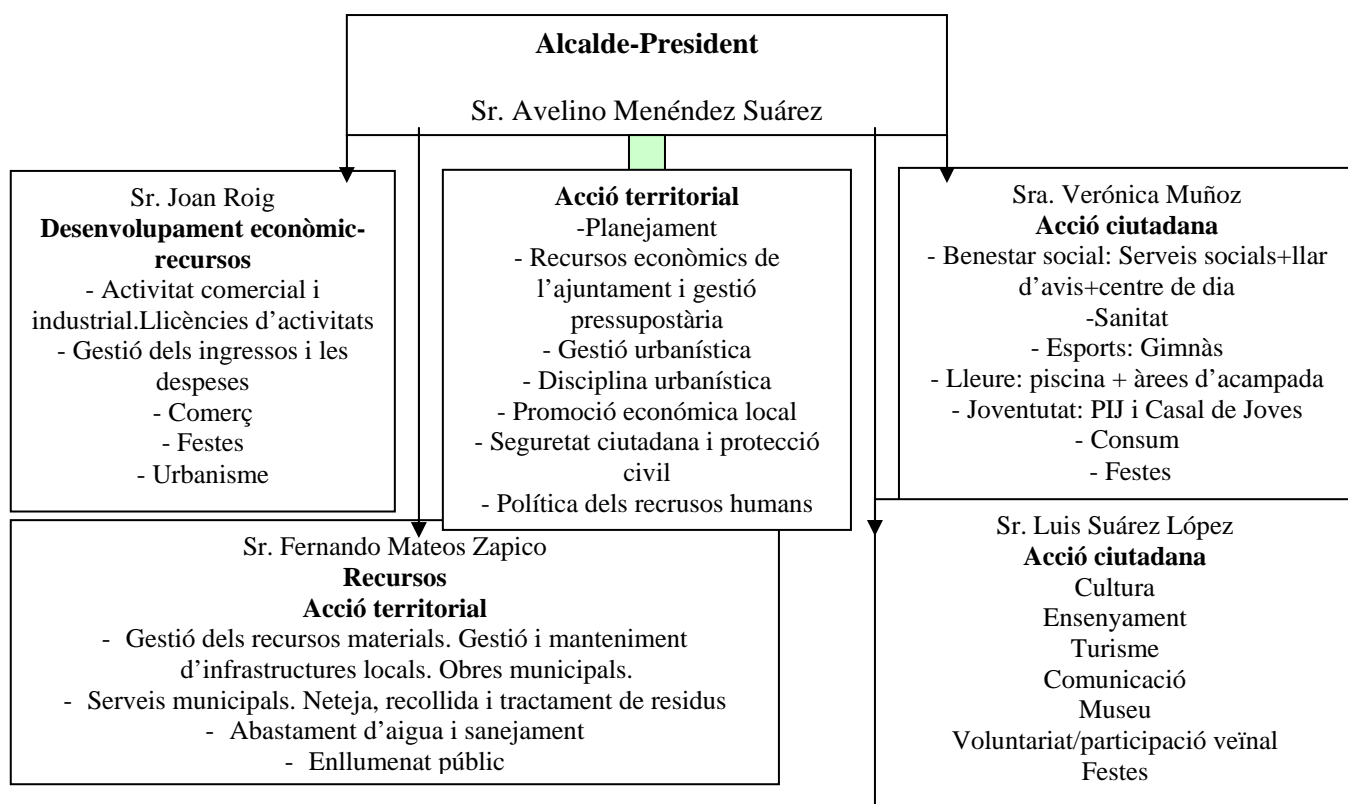 Alcalde-President
Sr. Avelino Menéndez Suárez
Sr. Joan Roig
Desenvolupament econòmic-
recursos
- Activitat comercial i
industrial.Llicències d’activitats
- Gestió dels ingressos i les
despeses
- Comerç
- Festes
- Urbanisme
Acció territorial
-Planejament
- Recursos econòmics de
l’ajuntament i gestió
pressupostària
- Gestió urbanística
- Disciplina urbanística
- Promoció económica local
- Seguretat ciutadana i protecció
civil
- Política dels recrusos humans
Sra. Verónica Muñoz
Acció ciutadana
- Benestar social: Serveis socials+llar
d’avis+centre de dia
-Sanitat
- Esports: Gimnàs
- Lleure: piscina + àrees d’acampada
- Joventutat: PIJ i Casal de Joves
- Consum
- Festes
Sr. Fernando Mateos Zapico
Recursos
Acció territorial
- Gestió dels recursos materials. Gestió i manteniment
d’infrastructures locals. Obres municipals.
- Serveis municipals. Neteja, recollida i tractament de residus
- Abastament d’aigua i sanejament
- Enllumenat públic
Sr. Luis Suárez López
Acció ciutadana
Cultura
Ensenyament
Turisme
Comunicació
Museu
Voluntariat/participació veïnal
Festes